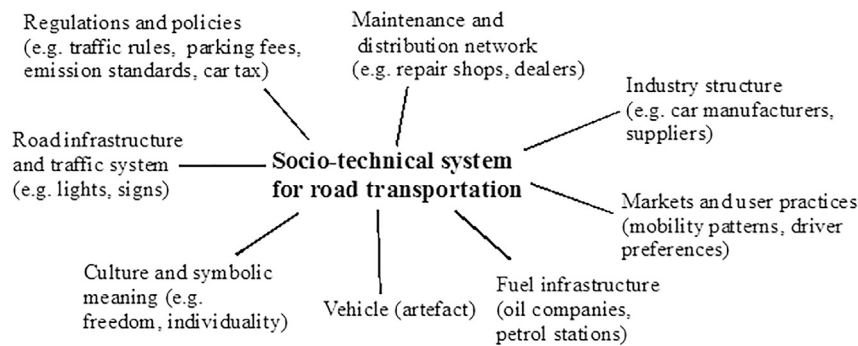 Regulations and policies
(e.g. traffic rules, parking fees,
emission standards, car tax)
Maintenance and
distribution network
(e.g. repair shops, dealers)
Industry structure
(e.g. car manufacturers,
suppliers)
Road infrastructure
and traffic system
(e.g. lights, signs)
Socio-technical system
for road transportation
Markets and user practices
(mobility patterns, driver
preferences)
Culture and symbolic
meaning (e.g.
freedom, individuality)
Vehicle (artefact)
Fuel infrastructure
(oil companies,
petrol stations)